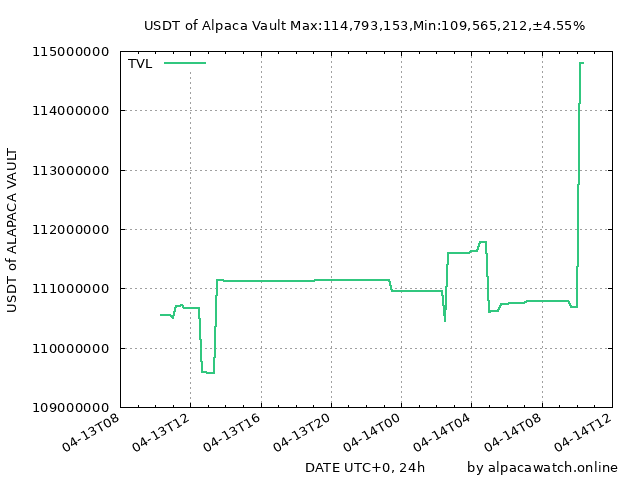 USDT of Alpaca Vault Max:114,793,153,Min:109,565,212,±4.55%
TVL
115000000
114000000
113000000
112000000
111000000
110000000
109000000
USDT of ALAPACA VAULT
04-13T08
04-13T12
04-13T16
04-13T20
04-14T00
04-14T04
04-14T08
04-14T12
DATE UTC+0, 24h
by alpacawatch.online